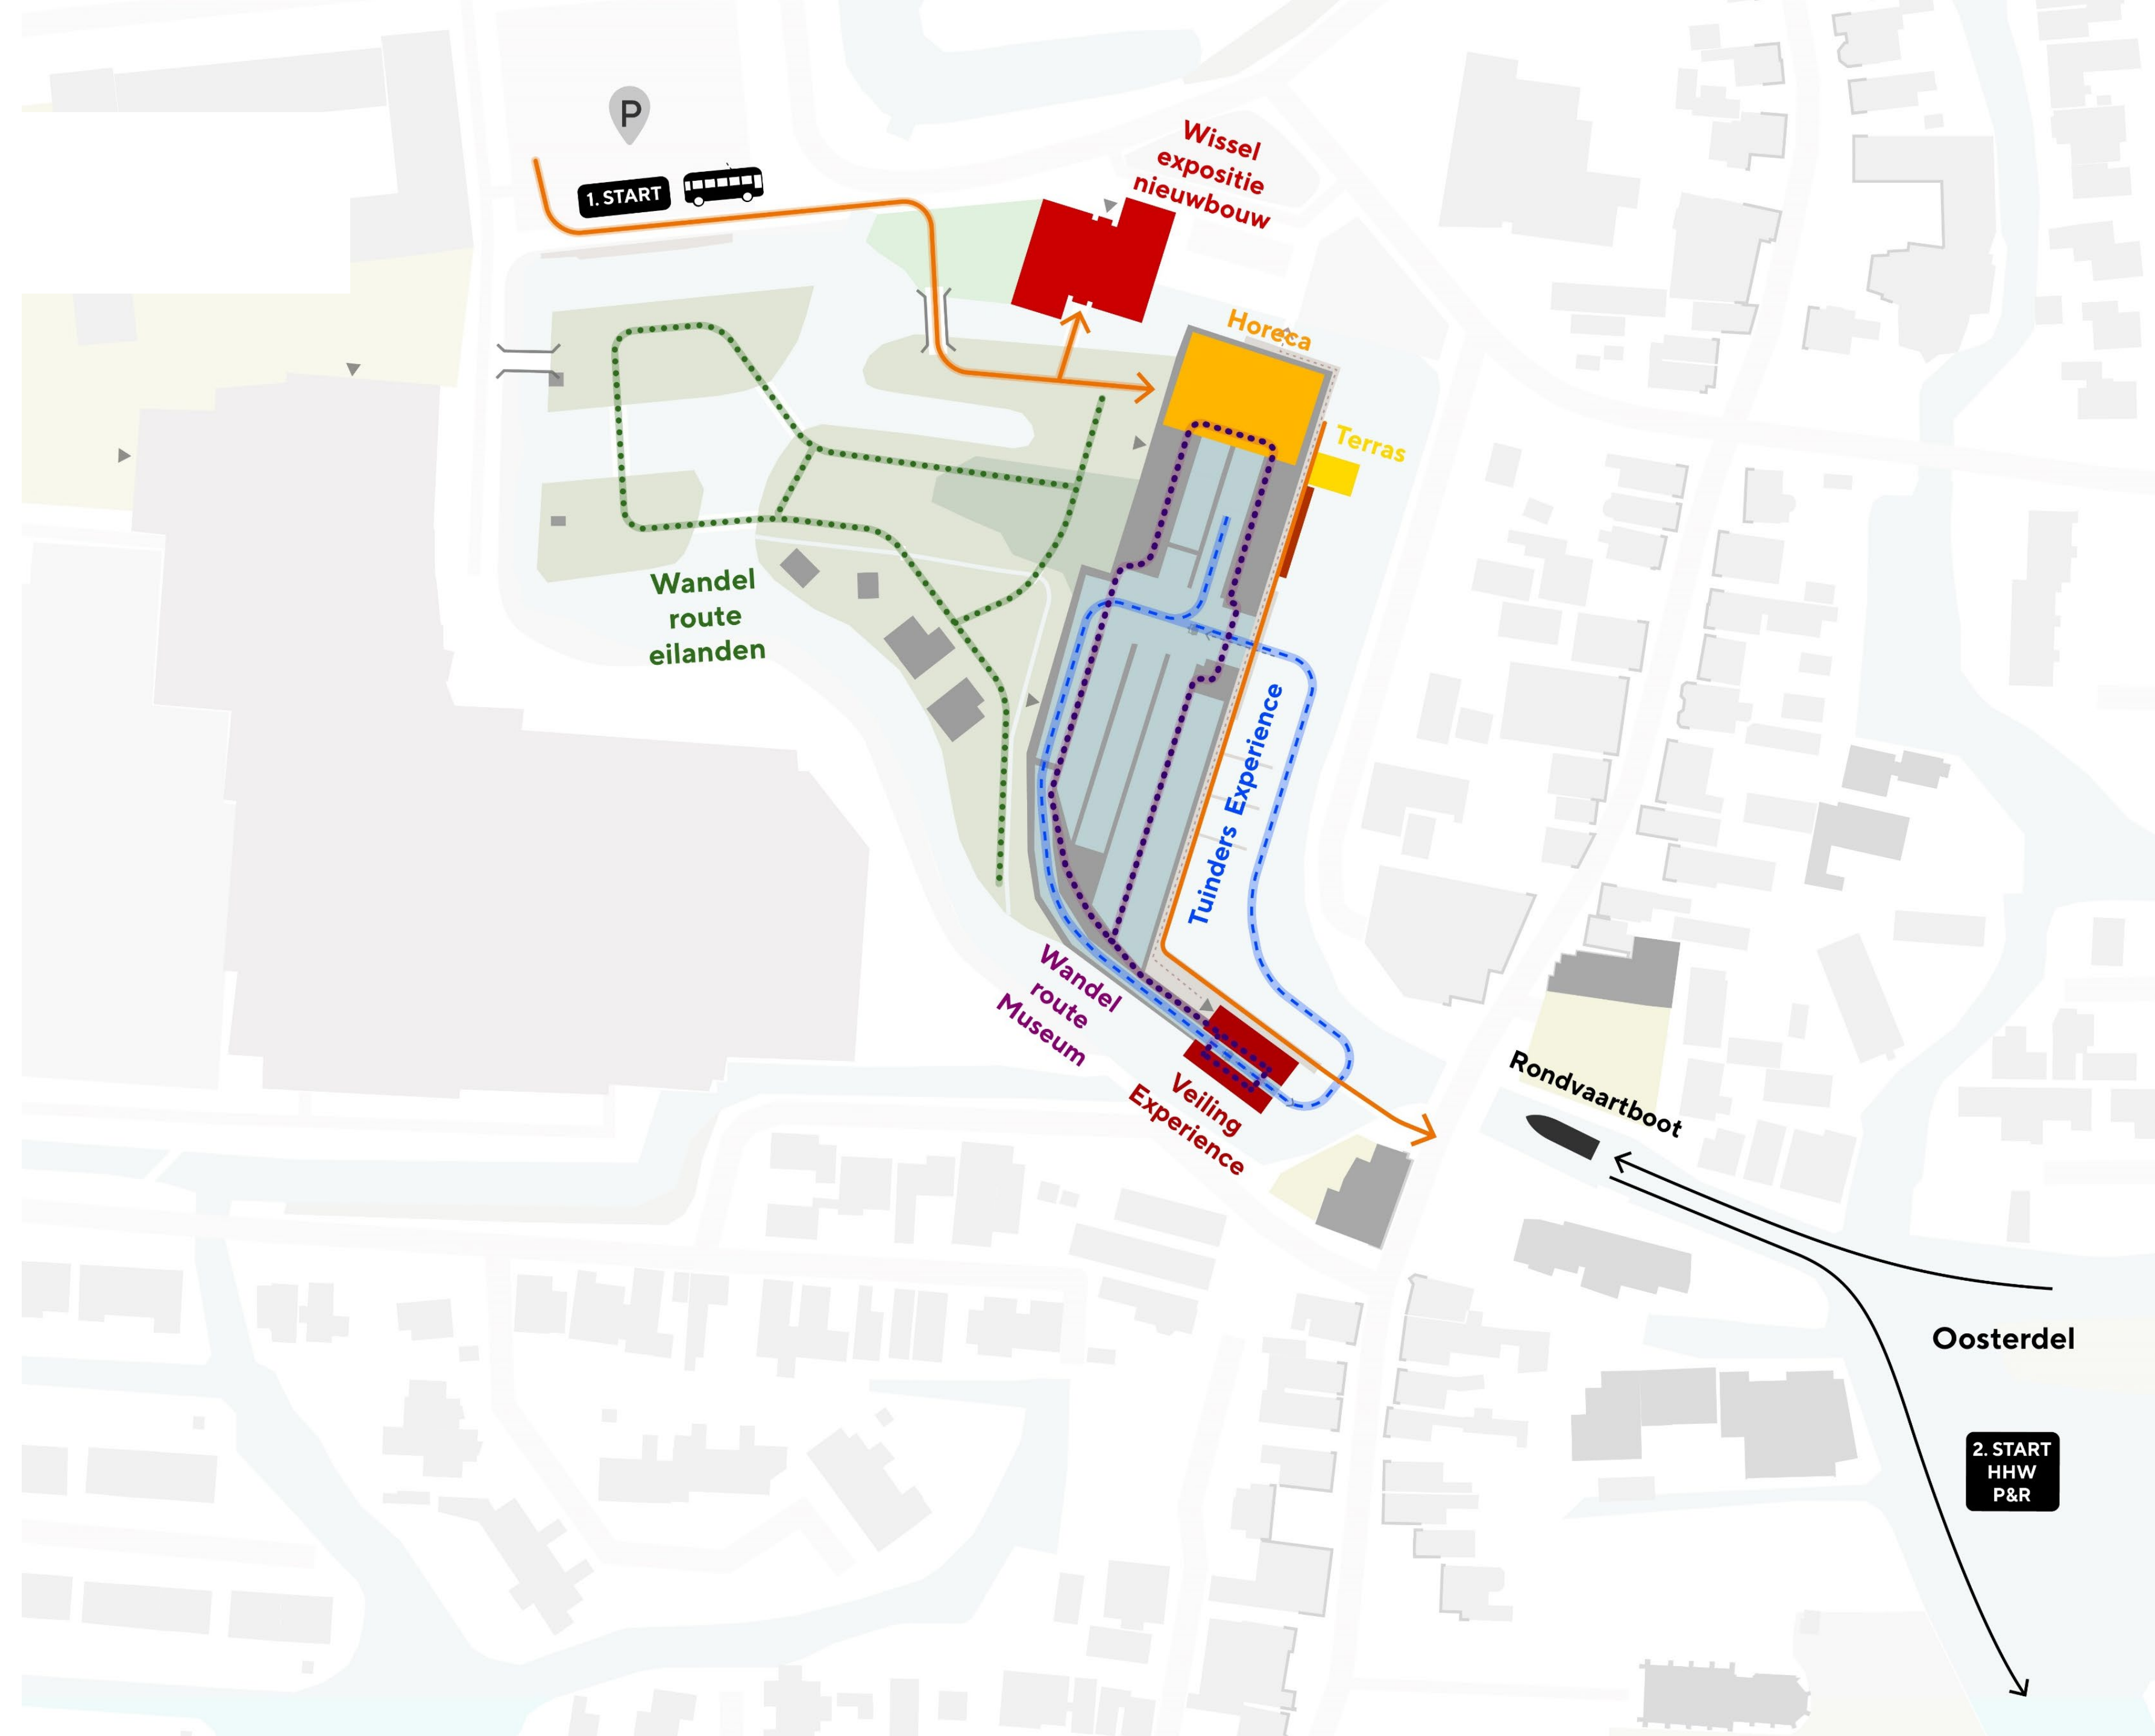 P
1. START
Wissel
expositie
nieuwbouw
Horeca
Terras
Wandel
route
eilanden
Tuinders Experience
Wandel
route
Museum
Veiling
Experience
Rondvaartboot
Oosterdel
2. START
HHW
P&R